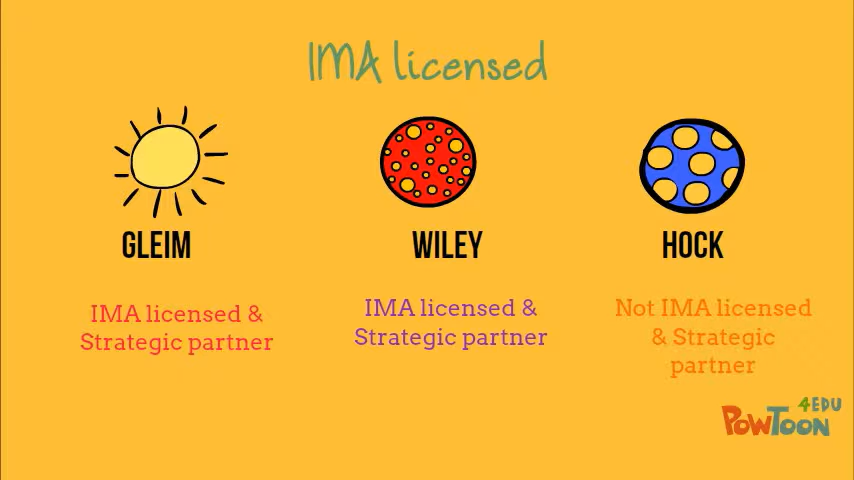 IMA licensed
GLEIM
WILEY
HOCK
IMA licensed &
Strategic partner
IMA licensed &
Strategic partner
Not IMA licensed
& Strategic
partner
4EDU
POWTOON